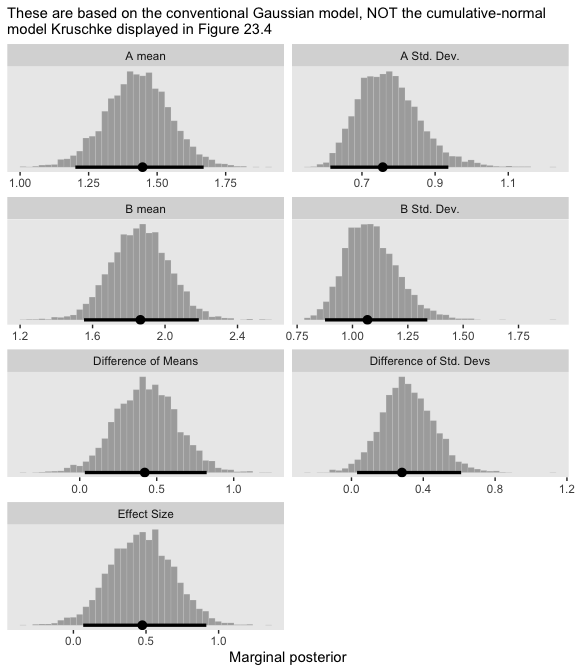 These are based on the conventional Gaussian model, NOT the cumulative-normal
model Kruschke displayed in Figure 23.4
A mean
A Std. Dev.
1.00 1.25 1.50 1.75
0.7 0.9 1.1
B mean
B Std. Dev.
1.2 1.6 2.0 2.4
0.75 1.00 1.25 1.50 1.75
Difference of Means
Difference of Std. Devs
0.0 0.5 1.0
0.0 0.4 0.8 1.2
Effect Size
0.0 0.5 1.0
Marginal posterior